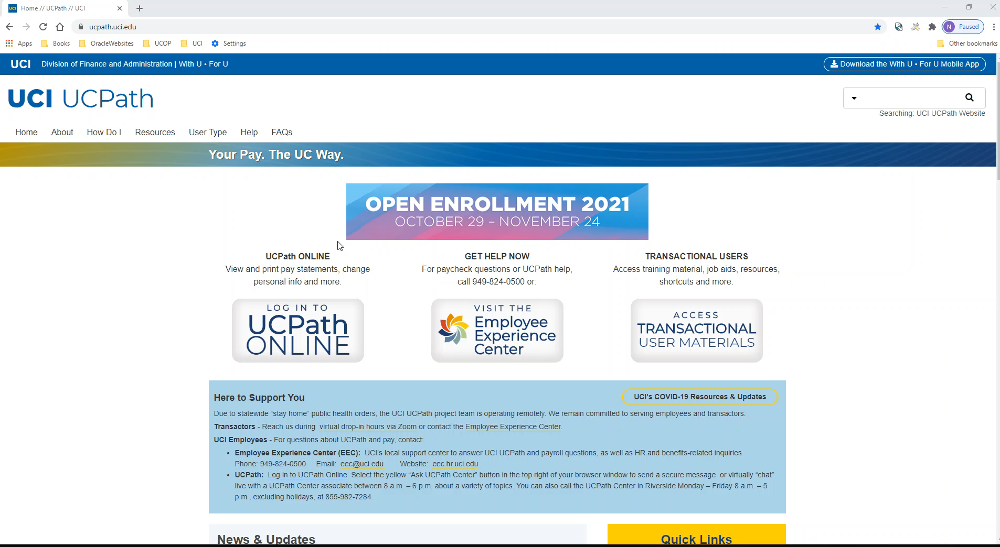 Home // UCPath // UCI
ucpath.uci.edu
N Paused
Apps Books OracleWebsites UCOP UCI Settings Other bookmarks
UCI Division of Finance and Administration | With U • For U
Download the With U • For U Mobile App
UCI UCPath
Searching: UCI UCPath Website
Home About How Do I Resources User Type Help FAQs
Your Pay. The UC Way.
OPEN ENROLLMENT 2021
OCTOBER 29 – NOVEMBER 24
UCPath ONLINE
View and print pay statements, change
personal info and more.
LOG IN TO
UCPath
ONLINE
GET HELP NOW
For paycheck questions or UCPath help,
call 949-824-0500 or:
VISIT THE
Employee
Experience
Center
TRANSACTIONAL USERS
Access training material, job aids, resources,
shortcuts and more.
ACCESS
TRANSACTIONAL
USER MATERIALS
Here to Support You
UCI's COVID-19 Resources & Updates
Due to statewide “stay home” public health orders, the UCI UCPath project team is operating remotely. We remain committed to serving employees and transactors.
Transactors - Reach us during virtual drop-in hours via Zoom or contact the Employee Experience Center.
UCI Employees - For questions about UCPath and pay, contact:
• Employee Experience Center (EEC): UCI’s local support center to answer UCI UCPath and payroll questions, as well as HR and benefits-related inquiries.
Phone: 949-824-0500 Email: eec@uci.edu Website: eec.hr.uci.edu
• UCPath: Log in to UCPath Online. Select the yellow “Ask UCPath Center” button in the top right of your browser window to send a secure message or virtually “chat”
live with a UCPath Center associate between 8 a.m. – 6 p.m. about a variety of topics. You can also call the UCPath Center in Riverside Monday – Friday 8 a.m. – 5
p.m., excluding holidays, at 855-982-7284.
News & Updates
Quick Links